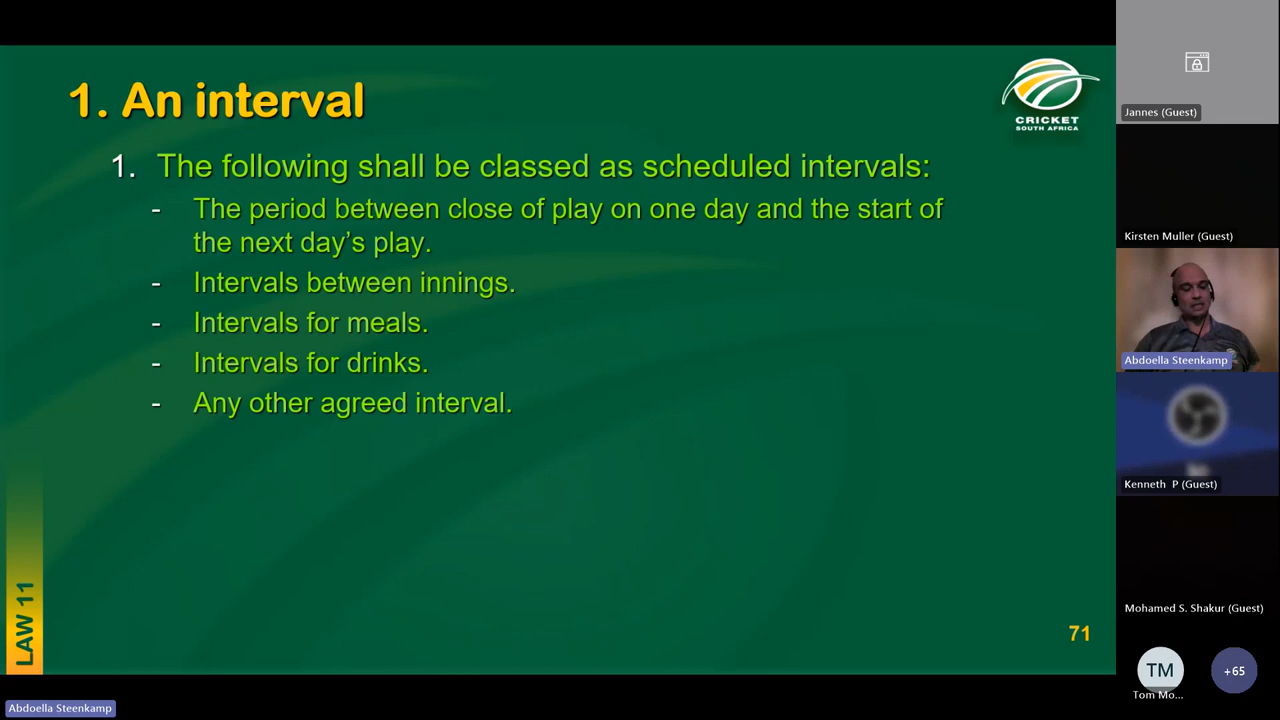 1. An interval
CRICKET
SOUTH AFRICA
1. The following shall be classed as scheduled intervals:
- The period between close of play on one day and the start of
the next day's play.
- Intervals between innings.
- Intervals for meals.
- Intervals for drinks.
- Any other agreed interval.
LAW 11
71
Abdoella Steenkamp
Jannes (Guest)
Kirsten Muller (Guest)
Abdoella Steenkamp
Kenneth P (Guest)
Mohamed S. Shakur (Guest)
TM
Tom Mo...
+65